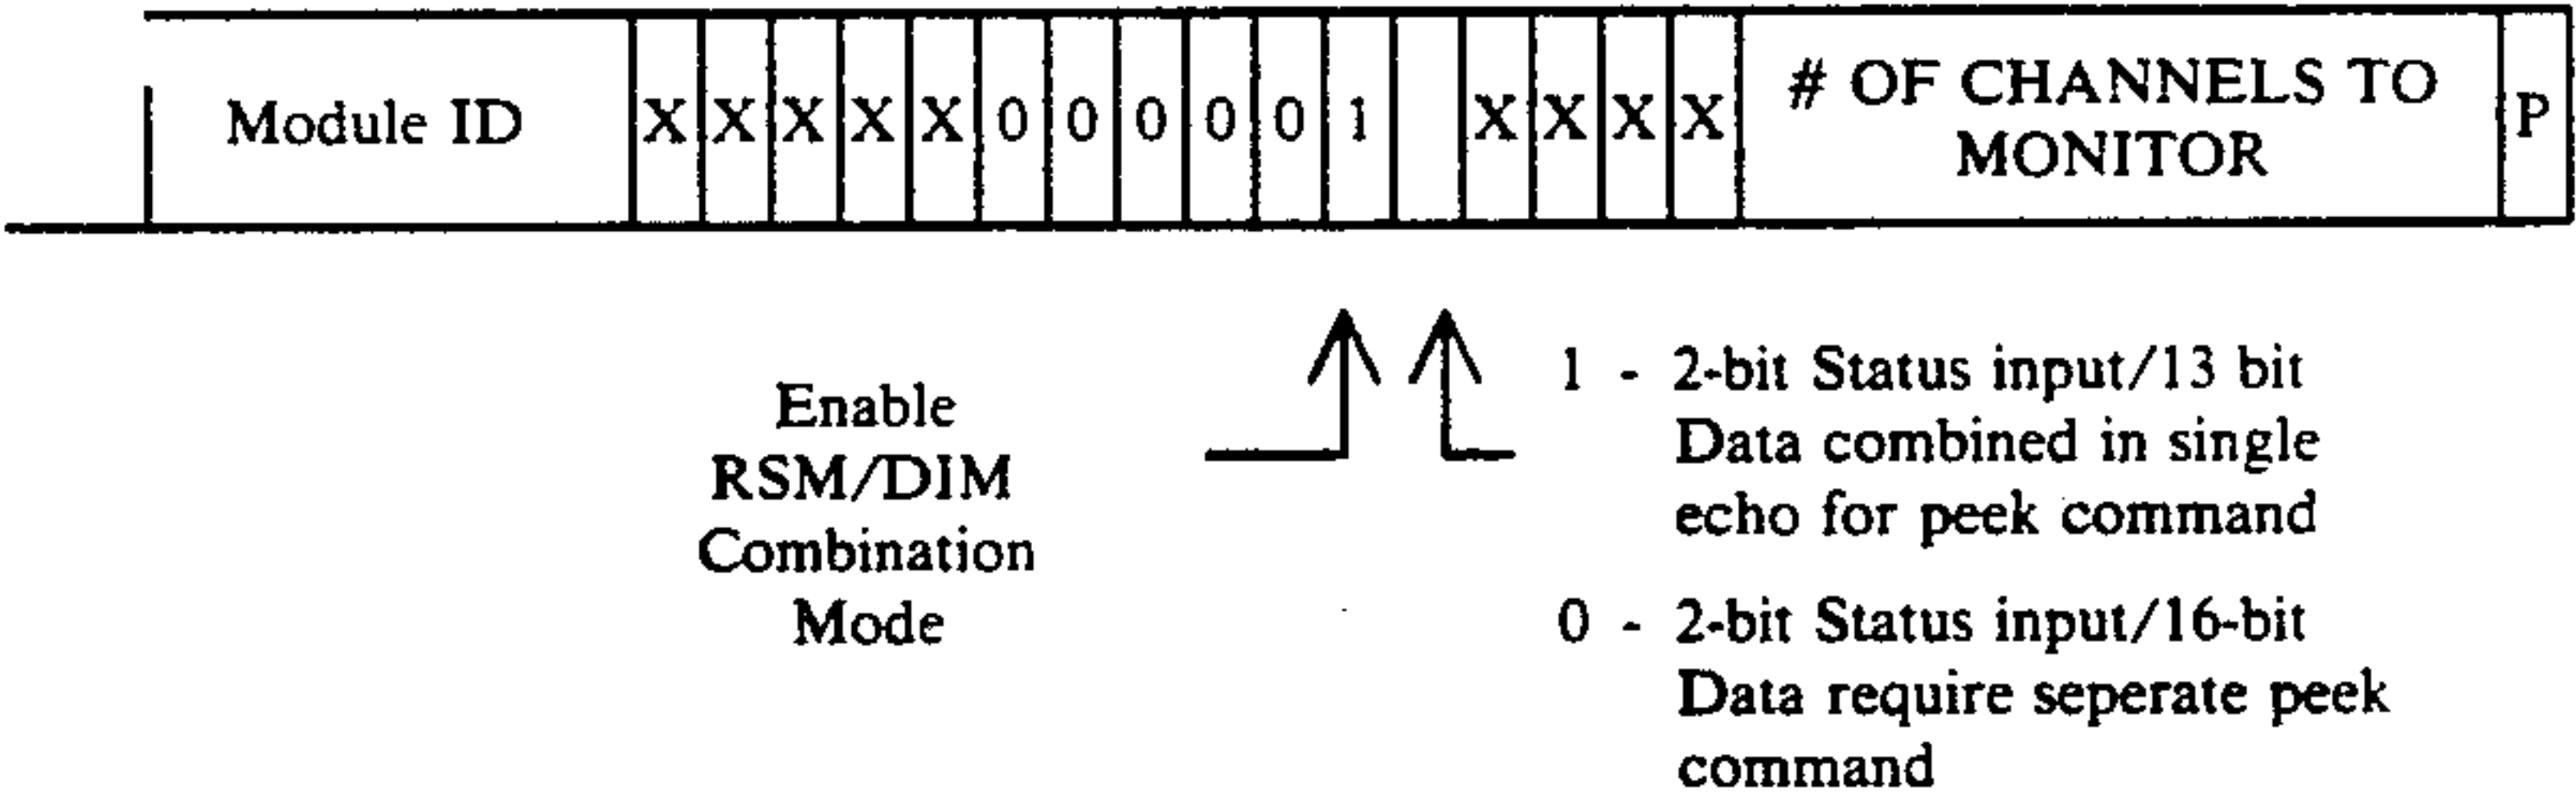 Module ID X X X X X 0 0 0 0 0 1 X X X X # OF CHANNELS TO P
MONITOR
Enable
RSM/DIM
Combination
Mode
1 - 2-bit Status input/13 bit
Data combined in single
echo for peek command
0 - 2-bit Status input/16-bit
Data require seperate peek
command